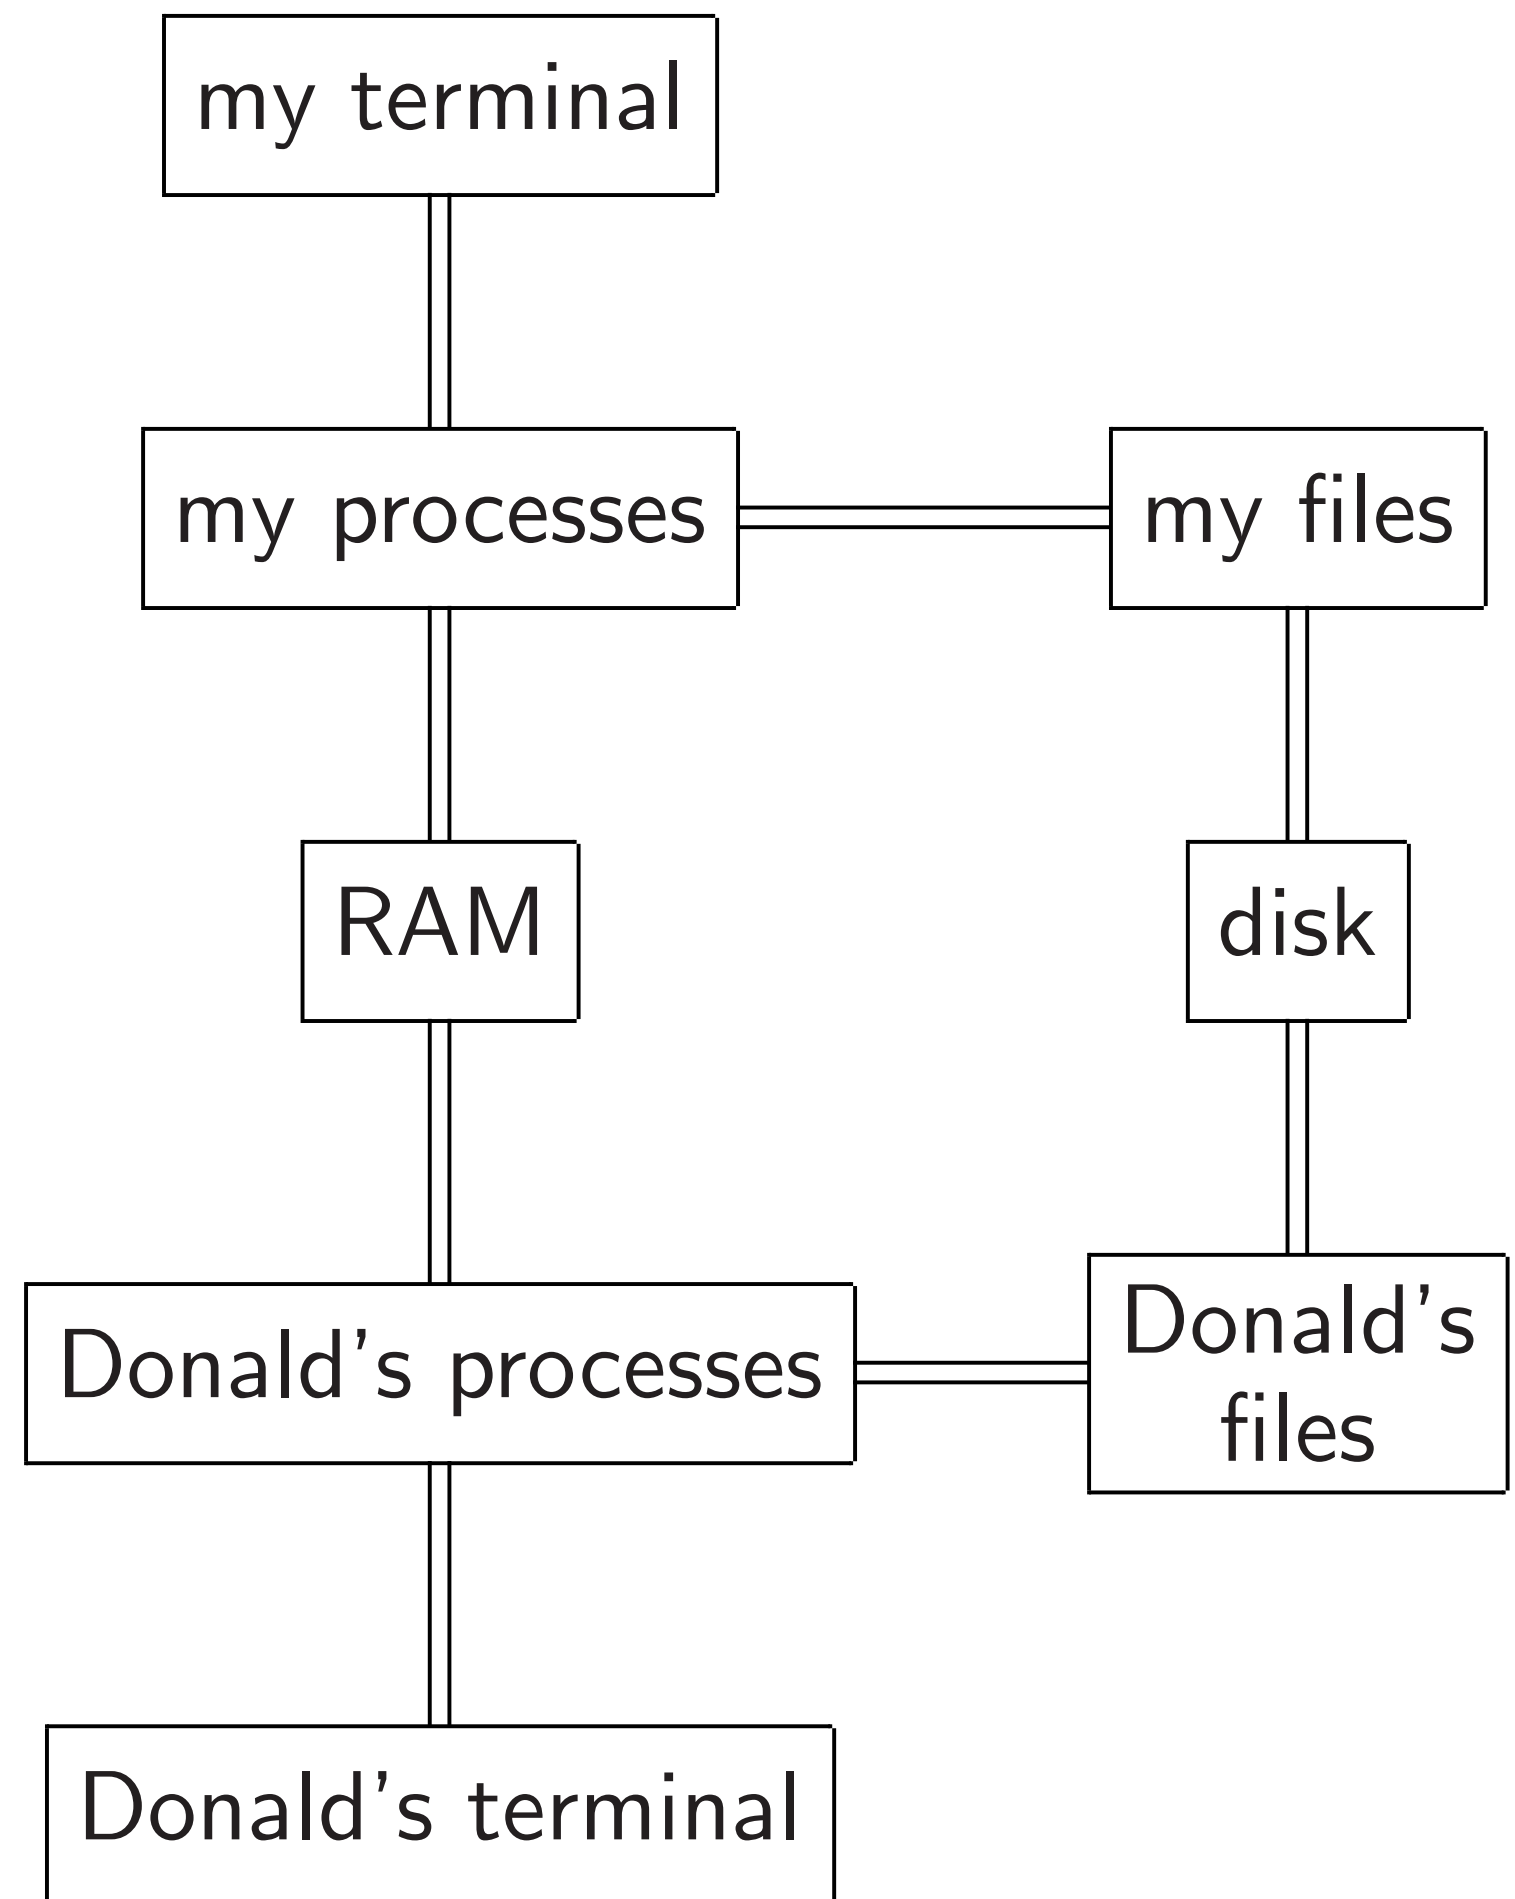 my terminal
my processes
my files
RAM
disk
Donald's processes
Donald's
files
Donald's terminal